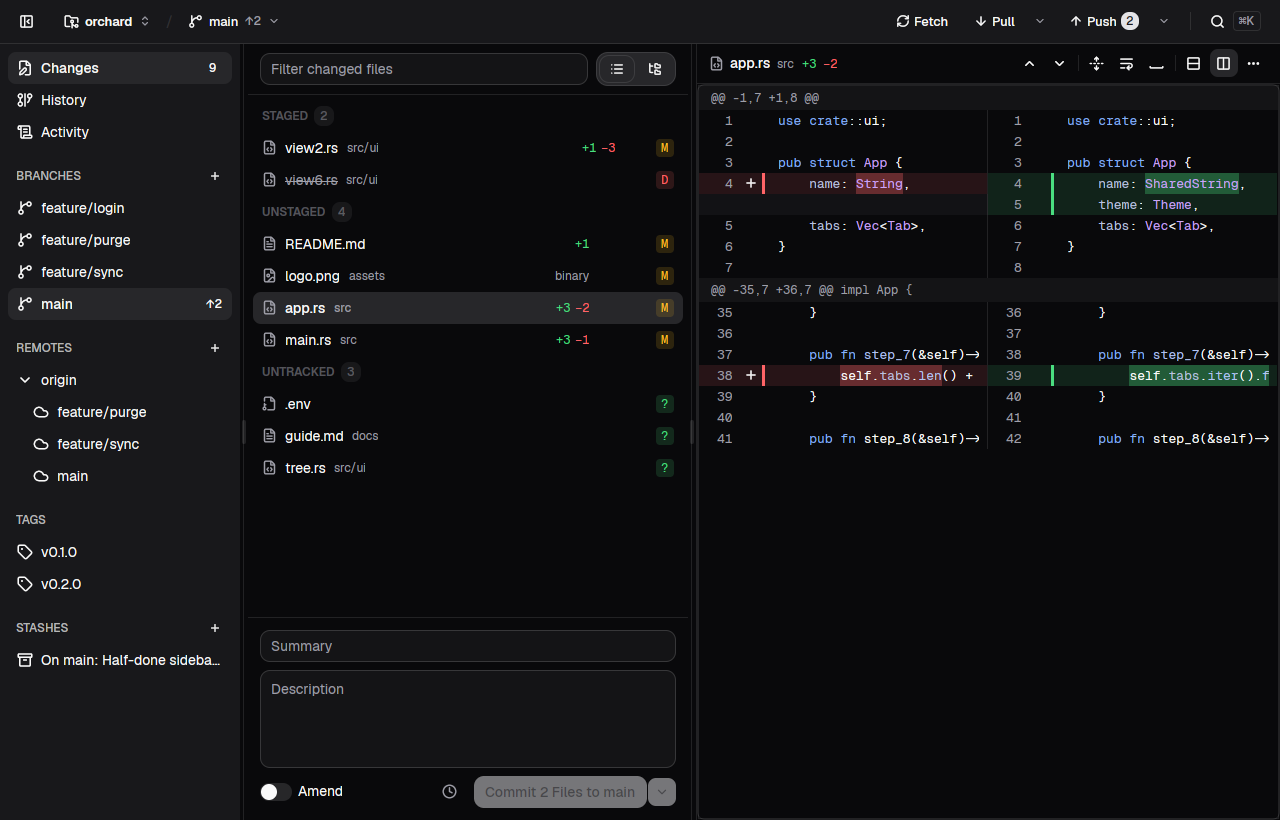 orchard / main ↑2 Fetch Pull Push 2 ⌘K
Changes 9
History
Activity
BRANCHES +
feature/login
feature/purge
feature/sync
main ↑2
REMOTES +
origin
feature/purge
feature/sync
main
TAGS
v0.1.0
v0.2.0
STASHES +
On main: Half-done sideba...
Filter changed files
STAGED 2
view2.rs src/ui +1 −3 M
view6.rs src/ui D
UNSTAGED 4
README.md +1 M
logo.png assets binary M
app.rs src +3 −2 M
main.rs src +3 −1 M
UNTRACKED 3
.env ?
guide.md docs ?
tree.rs src/ui ?
Summary
Description
Amend Commit 2 Files to main
app.rs src +3 −2
@@ -1,7 +1,8 @@
1 use crate::ui; 1 use crate::ui;
2 2
3 pub struct App { 3 pub struct App {
4 + name: String, 4 name: SharedString,
5 theme: Theme,
5 tabs: Vec<Tab>, 6 tabs: Vec<Tab>,
6 } 7 }
7 8
@@ -35,7 +36,7 @@ impl App {
35 } 36 }
36 37
37 pub fn step_7(&self)-> 38 pub fn step_7(&self)->
38 + self.tabs.len() + 39 self.tabs.iter().f
39 } 40 }
40 41
41 pub fn step_8(&self)-> 42 pub fn step_8(&self)->